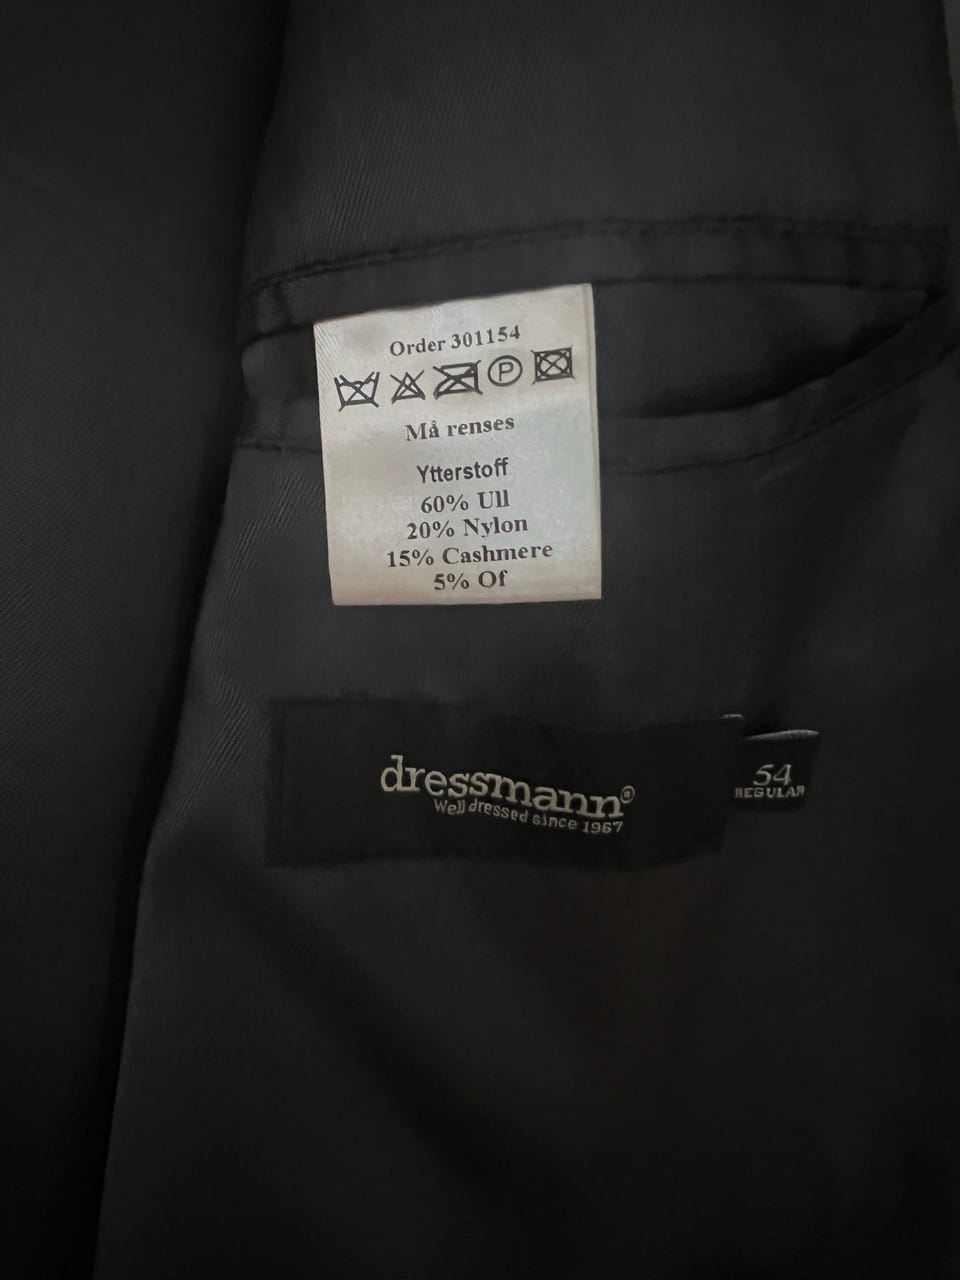 Order 301154
P
Må renses
Ytterstoff
60% Ull
20% Nylon
15% Cashmere
5% Of
dressmann®
Well dressed since 1967
54
REGULAR